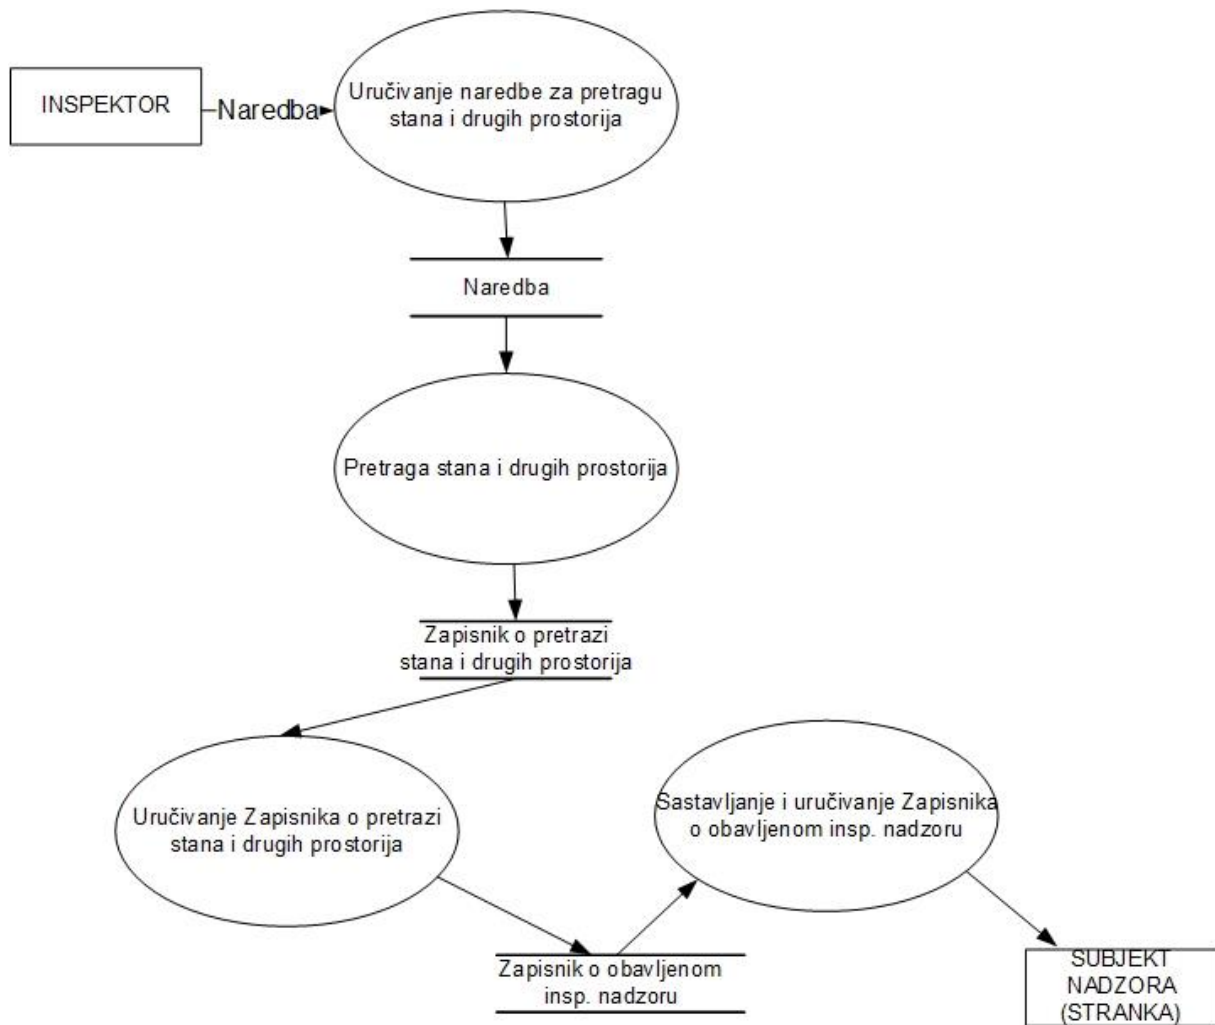 INSPEKTOR
Naredba
Uručivanje naredbe za pretragu
stana i drugih prostorija
Naredba
Pretraga stana i drugih prostorija
Zapisnik o pretrazi
stana i drugih prostorija
Uručivanje Zapisnika o pretrazi
stana i drugih prostorija
Zapisnik o obavljenom
insp. nadzoru
Sastavljanje i uručivanje Zapisnika
o obavljenom insp. nadzoru
SUBJEKT
NADZORA
(STRANKA)